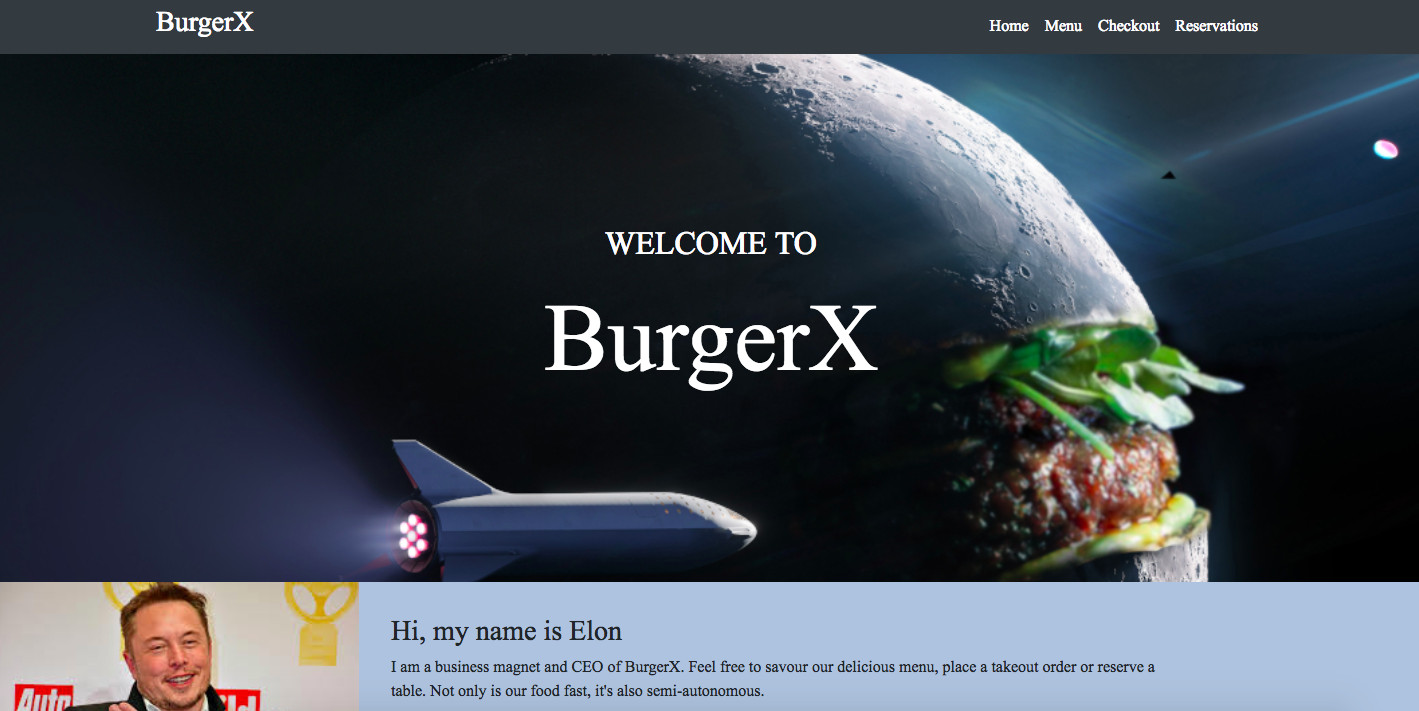 BurgerX
Home Menu Checkout Reservations
WELCOME TO
BurgerX
Hi, my name is Elon
I am a business magnet and CEO of BurgerX. Feel free to savour our delicious menu, place a takeout order or reserve a
table. Not only is our food fast, it's also semi-autonomous.
Auto
ild